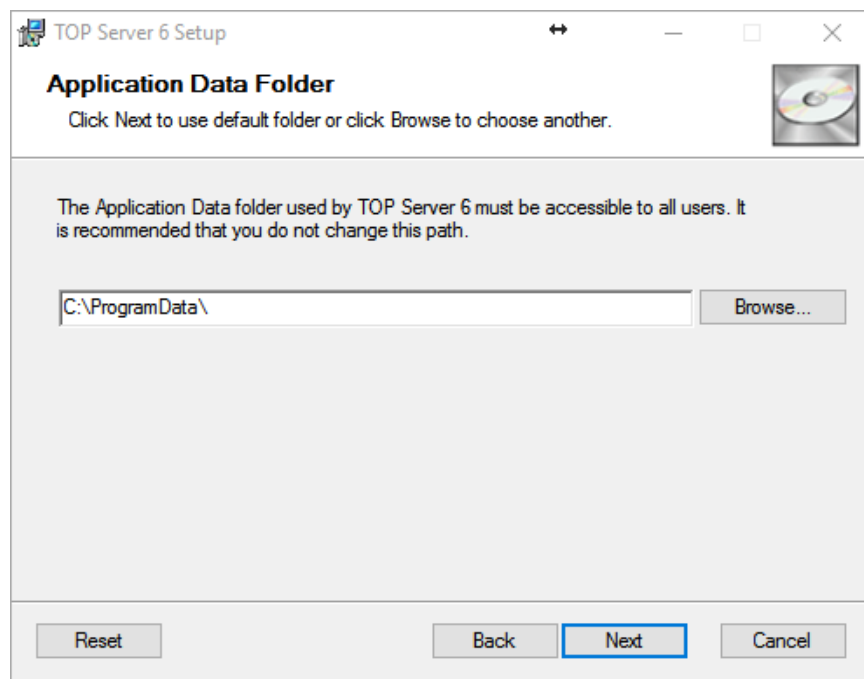 TOP Server 6 Setup
Application Data Folder
Click Next to use default folder or click Browse to choose another.
The Application Data folder used by TOP Server 6 must be accessible to all users. It
is recommended that you do not change this path.
C:\ProgramData\
Browse...
Reset
Back
Next
Cancel